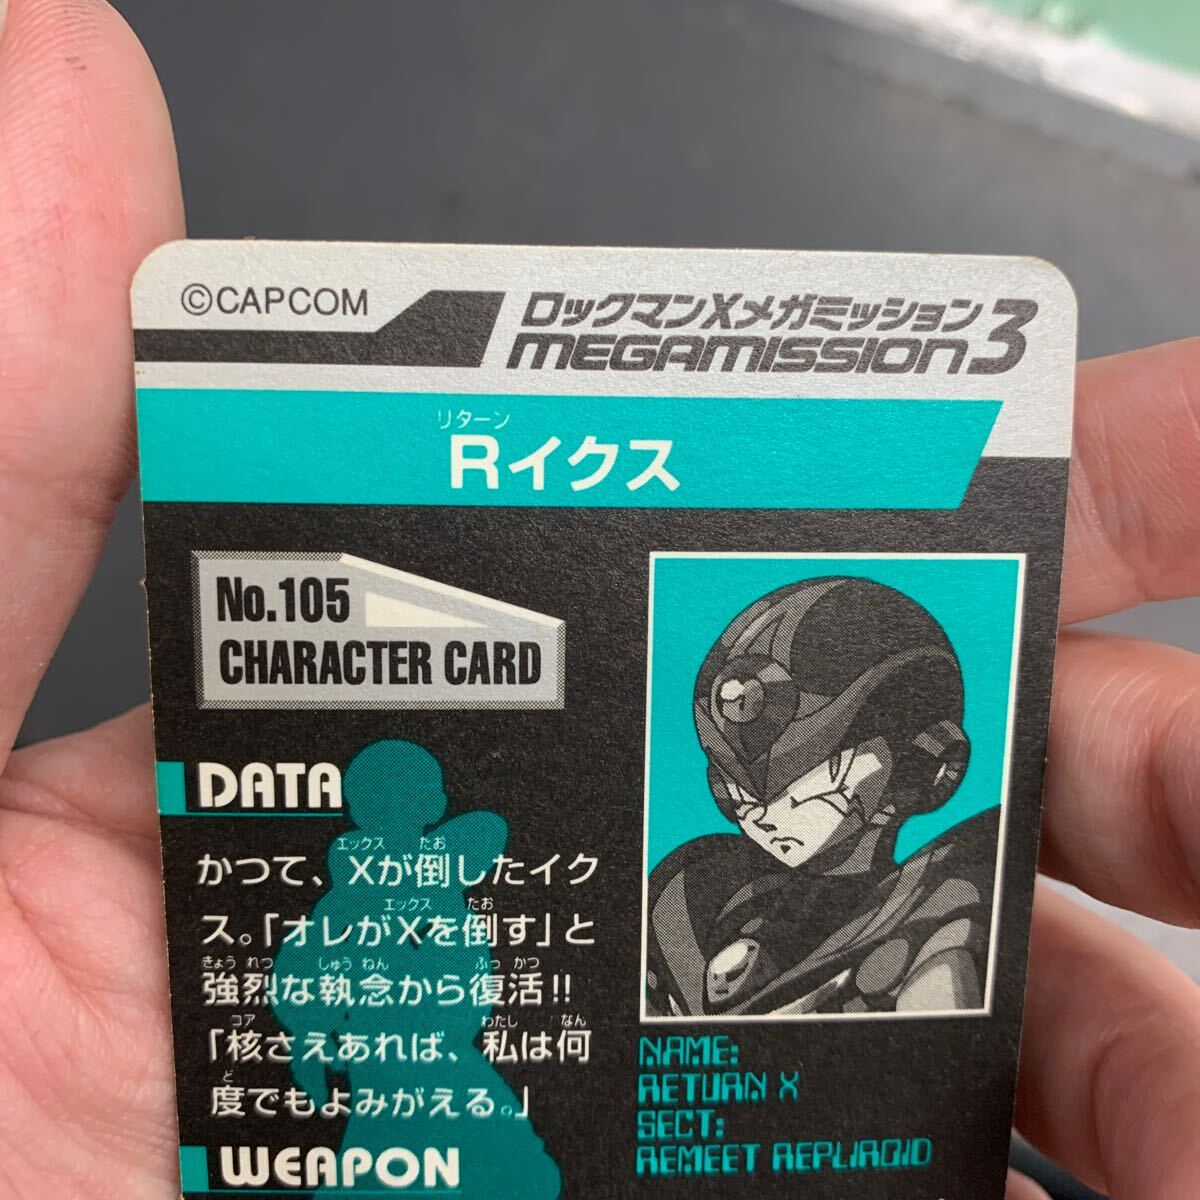 ©CAPCOM
ロックマンXメガミッション3
MEGAMISSION
リターン
Rイクス
No.105
CHARACTER CARD
DATA
エックス たお
かつて、Xが倒したイク
エックス たお
ス。「オレがXを倒す」と
きょうれつ しゅうねん ふっかつ
強烈な執念から復活!!
コア わたし なん
「核さえあれば、私は何
ど
度でもよみがえる。」
WEAPON
NAME:
RETURN X
SECT:
REMEET REPLIROID